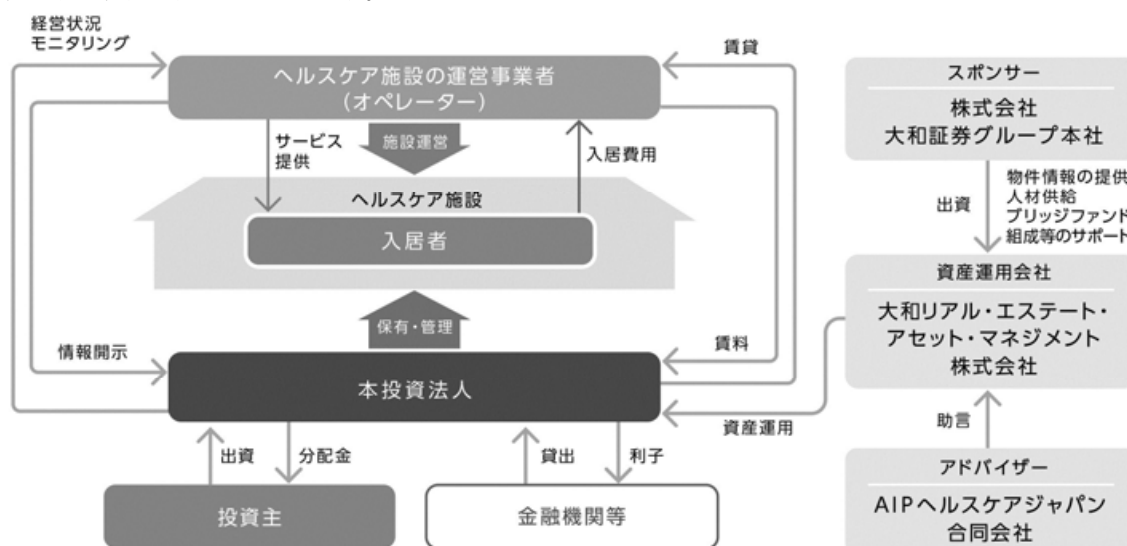 経営状況
モニタリング
賃貸
ヘルスケア施設の運営事業者
（オペレーター）
サービス
提供
施設運営
入居費用
ヘルスケア施設
入居者
保有・管理
情報開示
賃料
本投資法人
資産運用
出資
分配金
貸出
利子
投資主
金融機関等
スポンサー
株式会社
大和証券グループ本社
出資
物件情報の提供
人材供給
ブリッジファンド
組成等のサポート
資産運用会社
大和リアル・エステート・
アセット・マネジメント
株式会社
助言
アドバイザー
AIPヘルスケアジャパン
合同会社